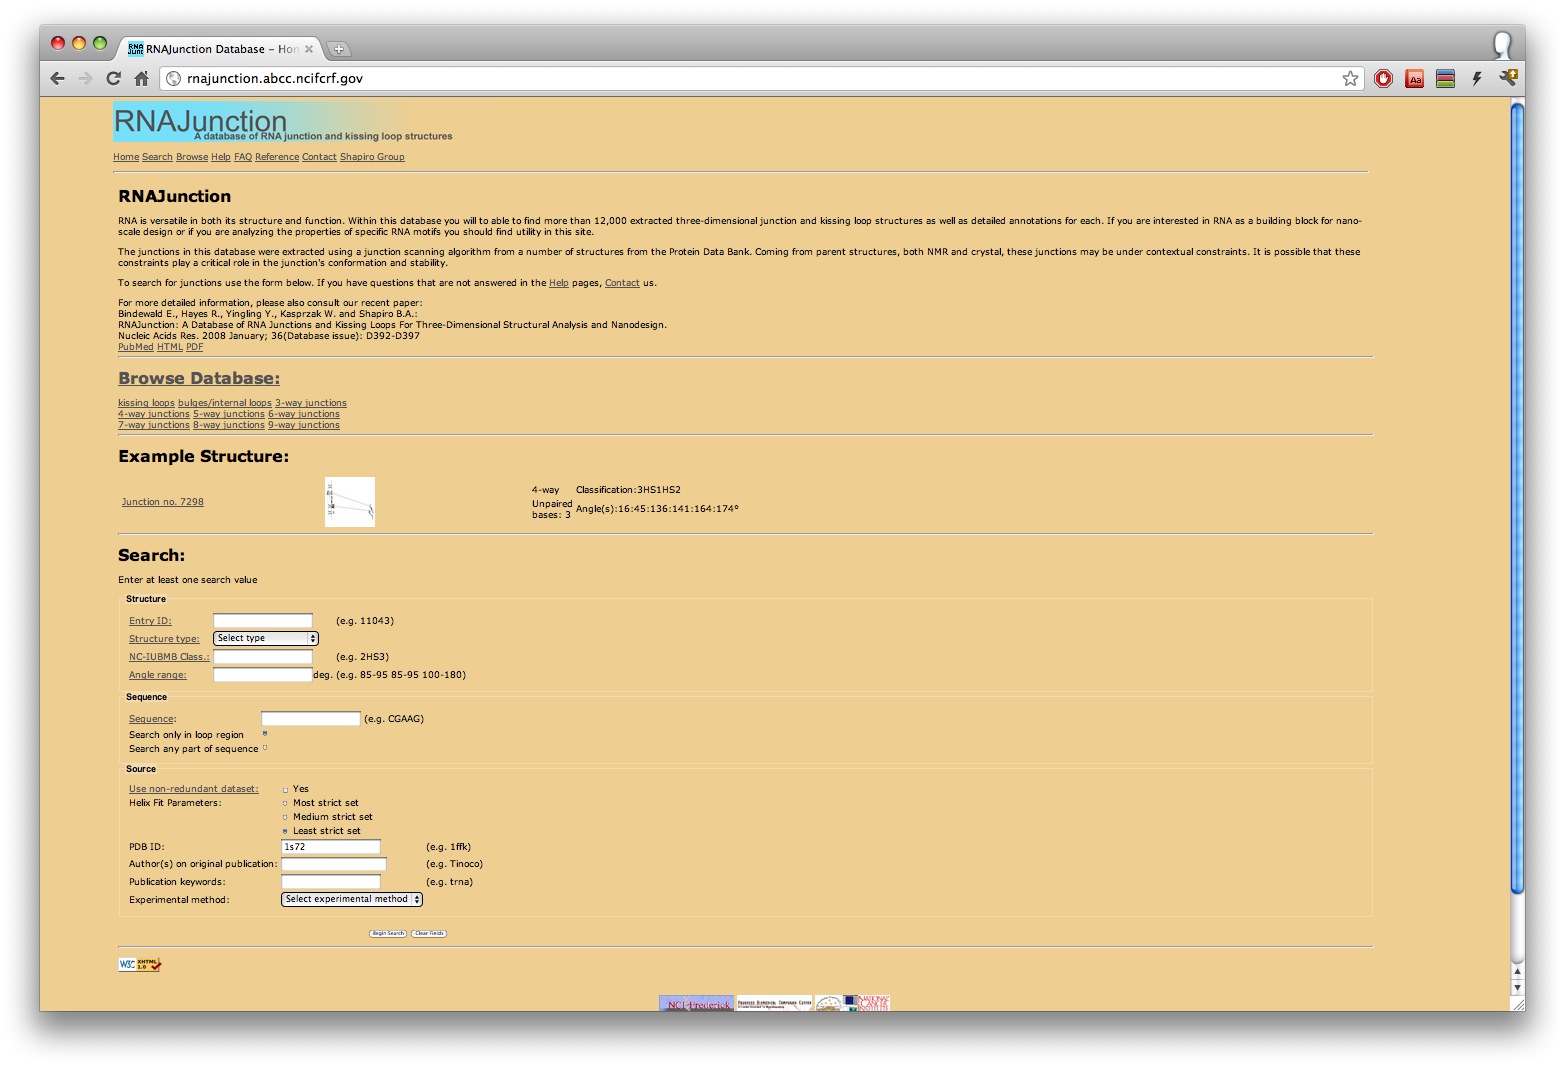 RNAJunction Database – Hom
rnajunction.abcc.ncifcrf.gov
RNAJunction
A database of RNA junction and kissing loop structures
Home Search Browse Help FAQ Reference Contact Shapiro Group
RNAJunction
RNA is versatile in both its structure and function. Within this database you will to able to find more than 12,000 extracted three-dimensional junction and kissing loop structures as well as detailed annotations for each. If you are interested in RNA as a building block for nano-
scale design or if you are analyzing the properties of specific RNA motifs you should find utility in this site.
The junctions in this database were extracted using a junction scanning algorithm from a number of structures from the Protein Data Bank. Coming from parent structures, both NMR and crystal, these junctions may be under contextual constraints. It is possible that these
constraints play a critical role in the junction's conformation and stability.
To search for junctions use the form below. If you have questions that are not answered in the Help pages, Contact us.
For more detailed information, please also consult our recent paper:
Bindewald E., Hayes R., Yingling Y., Kasprzak W. and Shapiro B.A.:
RNAJunction: A Database of RNA Junctions and Kissing Loops For Three-Dimensional Structural Analysis and Nanodesign.
Nucleic Acids Res. 2008 January; 36(Database issue): D392-D397
PubMed HTML PDF
Browse Database:
kissing loops bulges/internal loops 3-way junctions
4-way junctions 5-way junctions 6-way junctions
7-way junctions 8-way junctions 9-way junctions
Example Structure:
Junction no. 7298
4-way Classification:3HS1HS2
Unpaired bases: 3 Angle(s):16:45:136:141:164:174°
Search:
Enter at least one search value
Structure
Entry ID: (e.g. 11043)
Structure type: Select type
NC-IUBMB Class.: (e.g. 2HS3)
Angle range: deg. (e.g. 85-95 85-95 100-180)
Sequence
Sequence: (e.g. CGAAG)
Search only in loop region
Search any part of sequence
Source
Use non-redundant dataset: Yes
Helix Fit Parameters: Most strict set
Medium strict set
Least strict set
PDB ID: 1s72 (e.g. 1ffk)
Author(s) on original publication: (e.g. Tinoco)
Publication keywords: (e.g. trna)
Experimental method: Select experimental method
Begin Search Clear Fields
W3C XHTML 1.0
NCI-Frederick
Advanced Biomedical Computing Center
National Cancer Institute